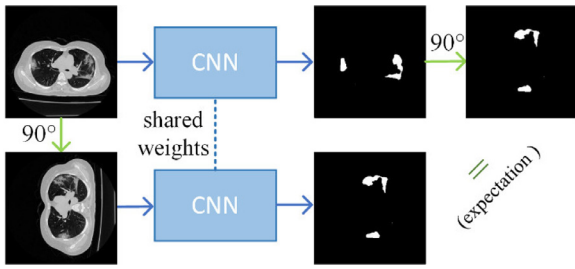 90°
CNN
90°
shared
weights
CNN
=
(expectation)